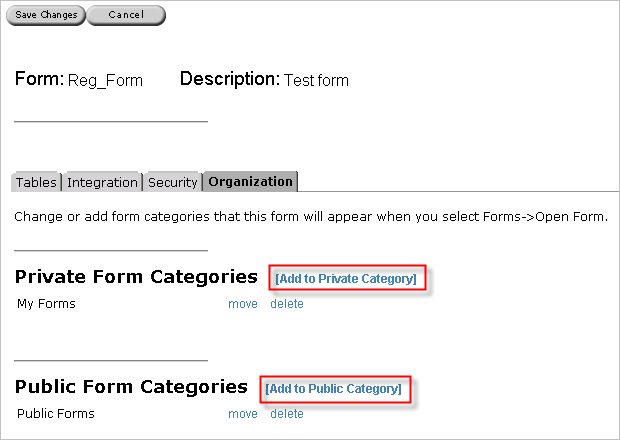 Save Changes Cancel
Form: Reg_Form Description: Test form
Tables Integration Security Organization
Change or add form categories that this form will appear when you select Forms->Open Form.
Private Form Categories [Add to Private Category]
My Forms move delete
Public Form Categories [Add to Public Category]
Public Forms move delete